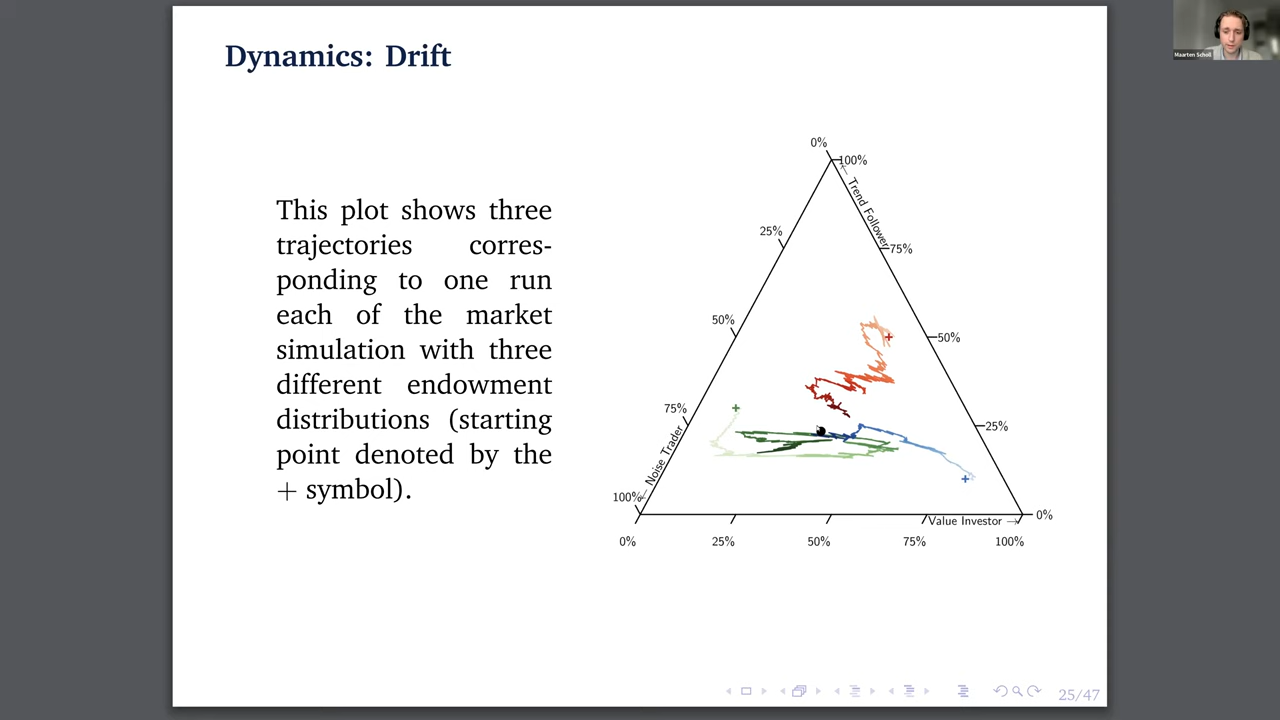 Dynamics: Drift
Maarten Scholl
This plot shows three
trajectories corres-
ponding to one run
each of the market
simulation with three
different endowment
distributions (starting
point denoted by the
+ symbol).
0%
100%
← Trend Follower
25%
75%
50%
50%
75%
25%
← Noise Trader
100%
Value Investor →
0%
0%
25%
50%
75%
100%
25/47